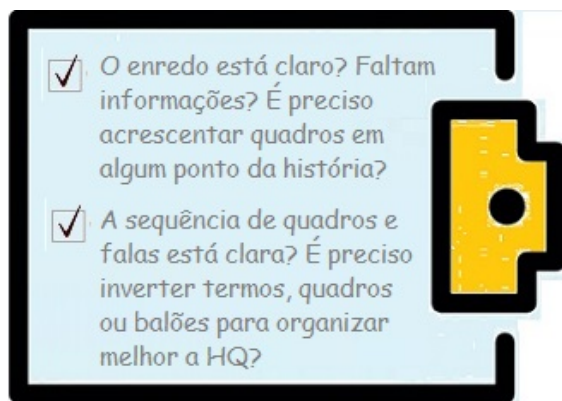 O enredo está claro? Faltam
informações? É preciso
acrescentar quadros em
algum ponto da história?
A sequência de quadros e
falas está clara? É preciso
inverter termos, quadros
ou balões para organizar
melhor a HQ?